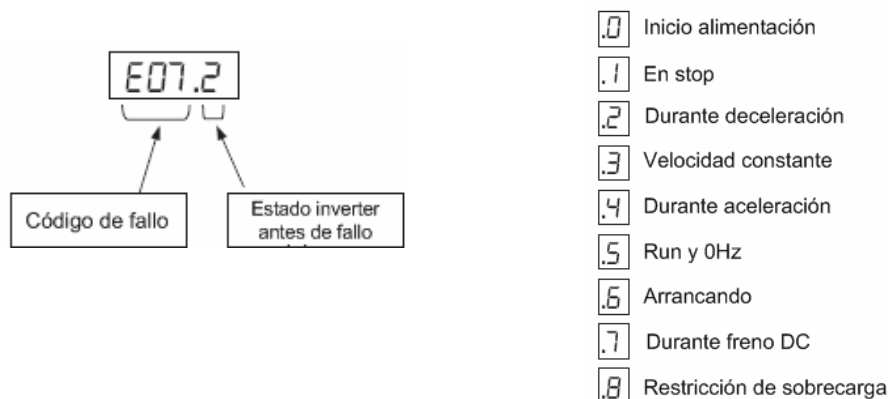 E07.2
Código de fallo
Estado inverter
antes de fallo
.0 Inicio alimentación
.1 En stop
.2 Durante deceleración
.3 Velocidad constante
.4 Durante aceleración
.5 Run y 0Hz
.6 Arrancando
.7 Durante freno DC
.8 Restricción de sobrecarga